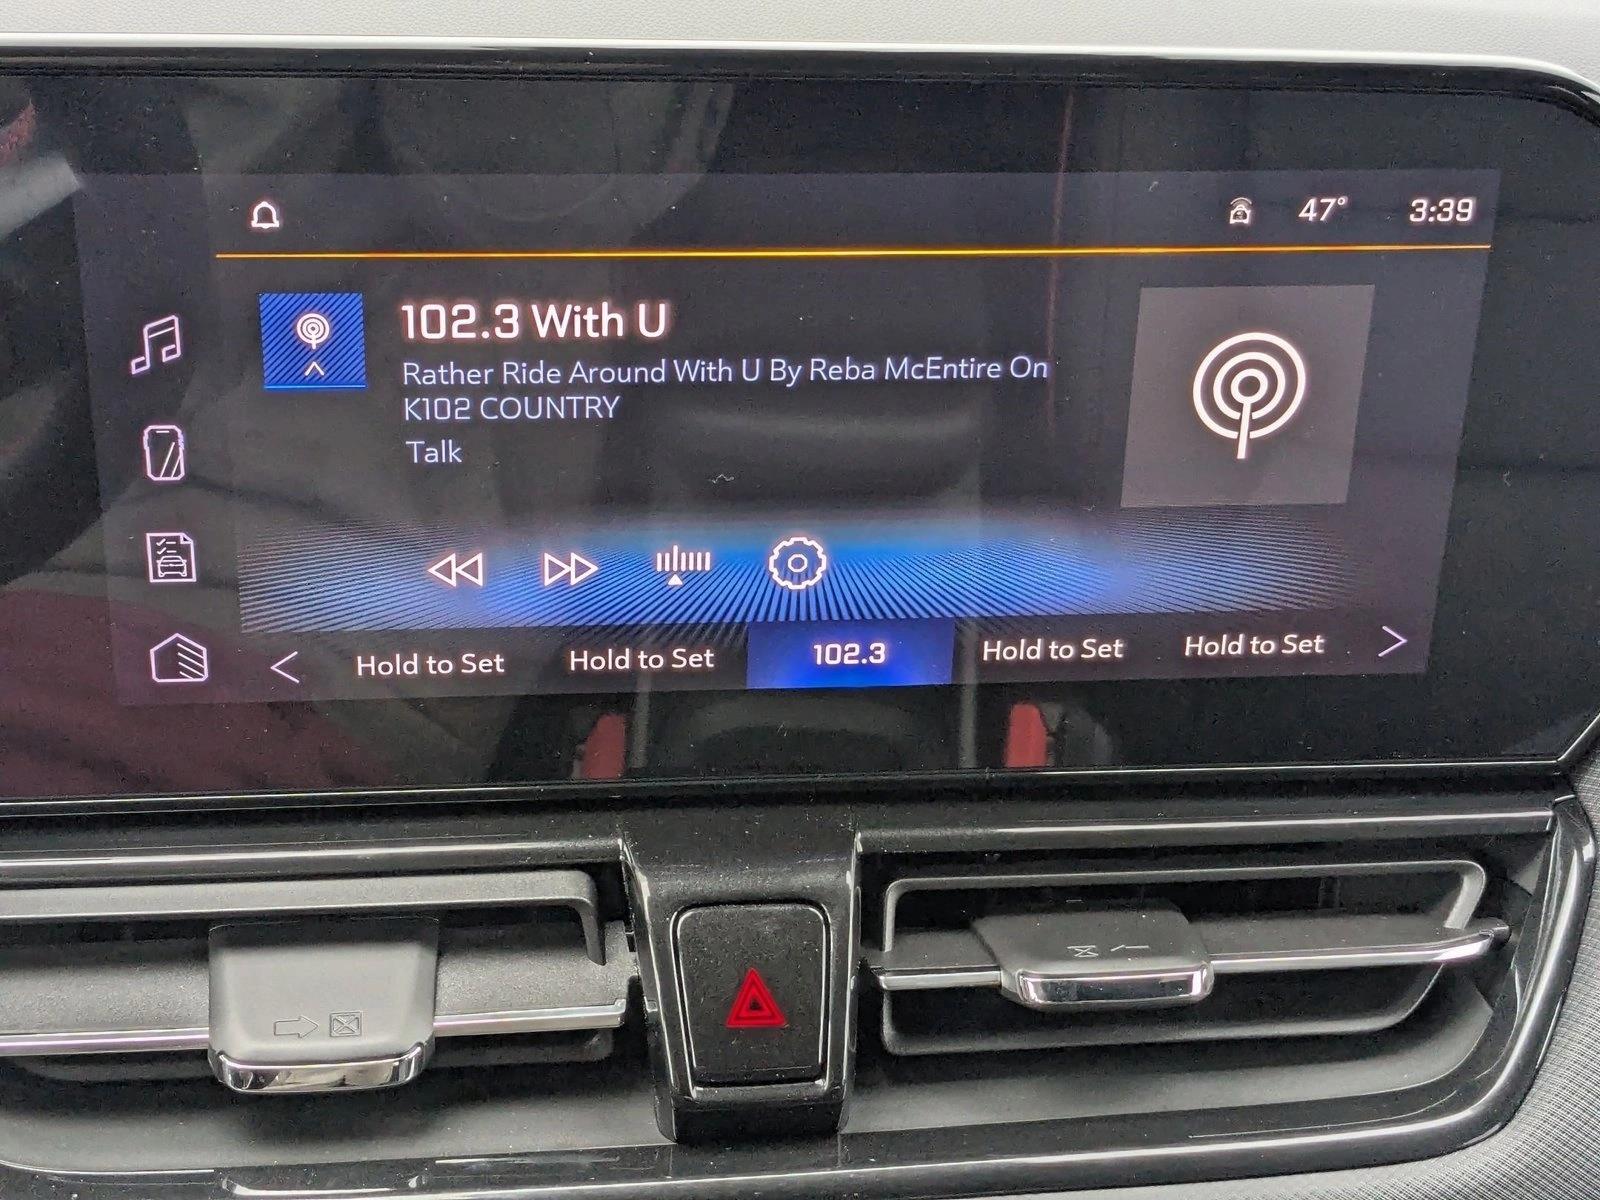 47° 3:39
102.3 With U
Rather Ride Around With U By Reba McEntire On
K102 COUNTRY
Talk
Hold to Set Hold to Set 102.3 Hold to Set Hold to Set